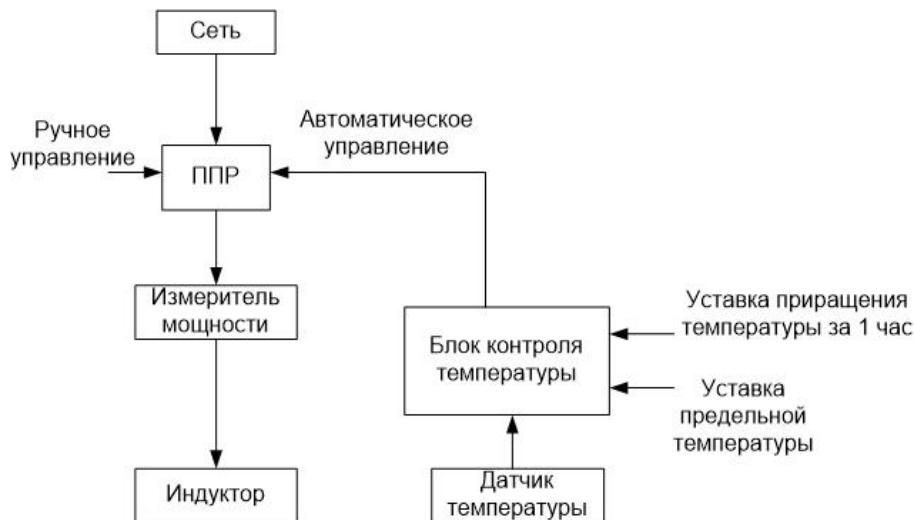 Сеть
Ручное
управление
Автоматическое
управление
ППР
Измеритель
мощности
Блок контроля
температуры
Уставка приращения
температуры за 1 час
Уставка
предельной
температуры
Индуктор
Датчик
температуры